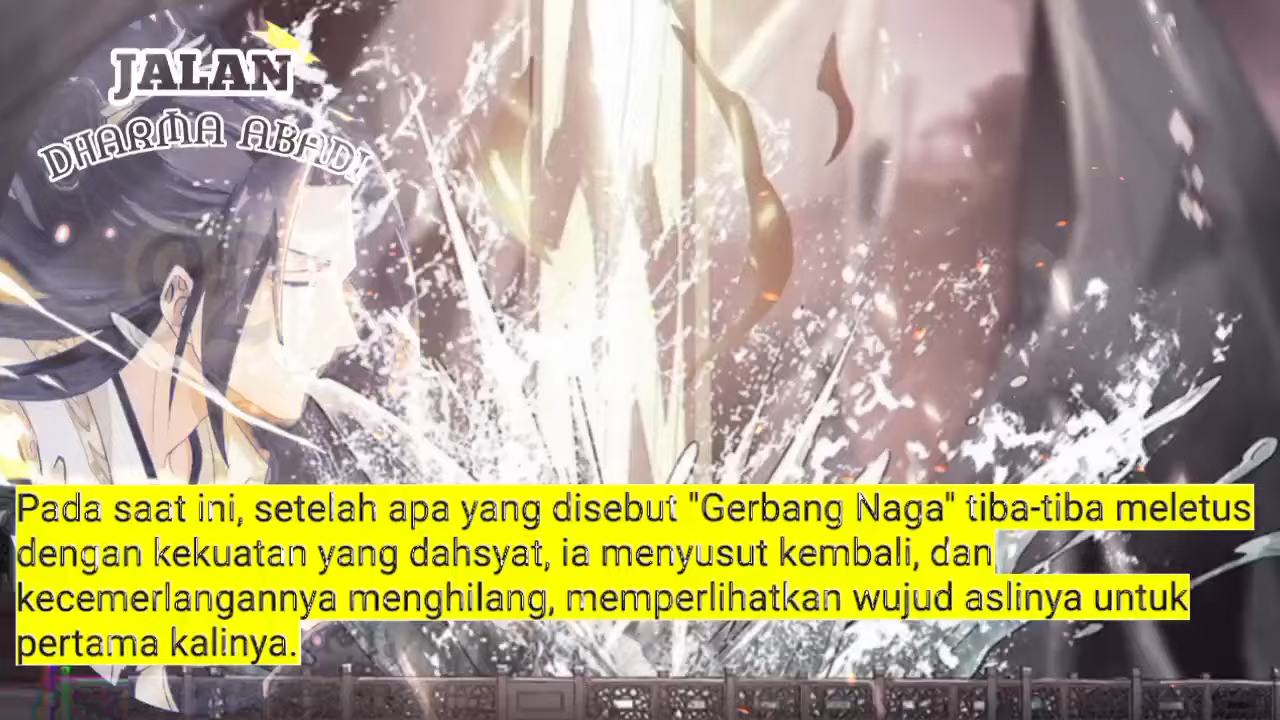 JALAN
DHARMA ABADI
Pada saat ini, setelah apa yang disebut "Gerbang Naga" tiba-tiba meletus
dengan kekuatan yang dahsyat, ia menyusut kembali, dan
kecemerlangannya menghilang, memperlihatkan wujud aslinya untuk
pertama kalinya.